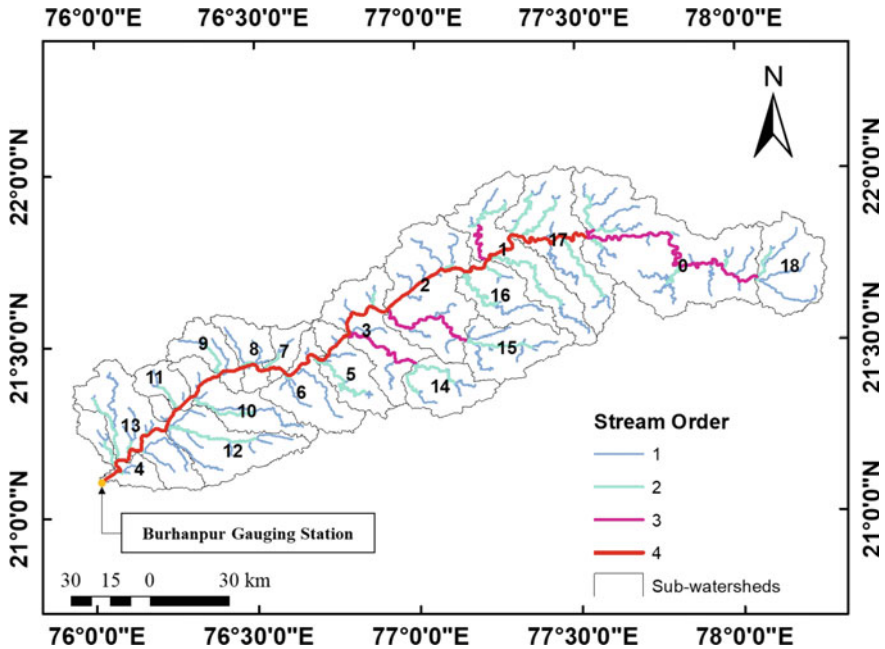 76°0'0"E 76°30'0"E 77°0'0"E 77°30'0"E 78°0'0"E
N
22°0'0"N 22°0'0"N
17
1
0 18
2
16
3
21°30'0"N 21°30'0"N
9 8 7
15
11 5
14
6
10
13
12
4
Stream Order
1
2
3
4
Sub-watersheds
21°0'0"N 21°0'0"N
Burhanpur Gauging Station
30 15 0 30 km
76°0'0"E 76°30'0"E 77°0'0"E 77°30'0"E 78°0'0"E